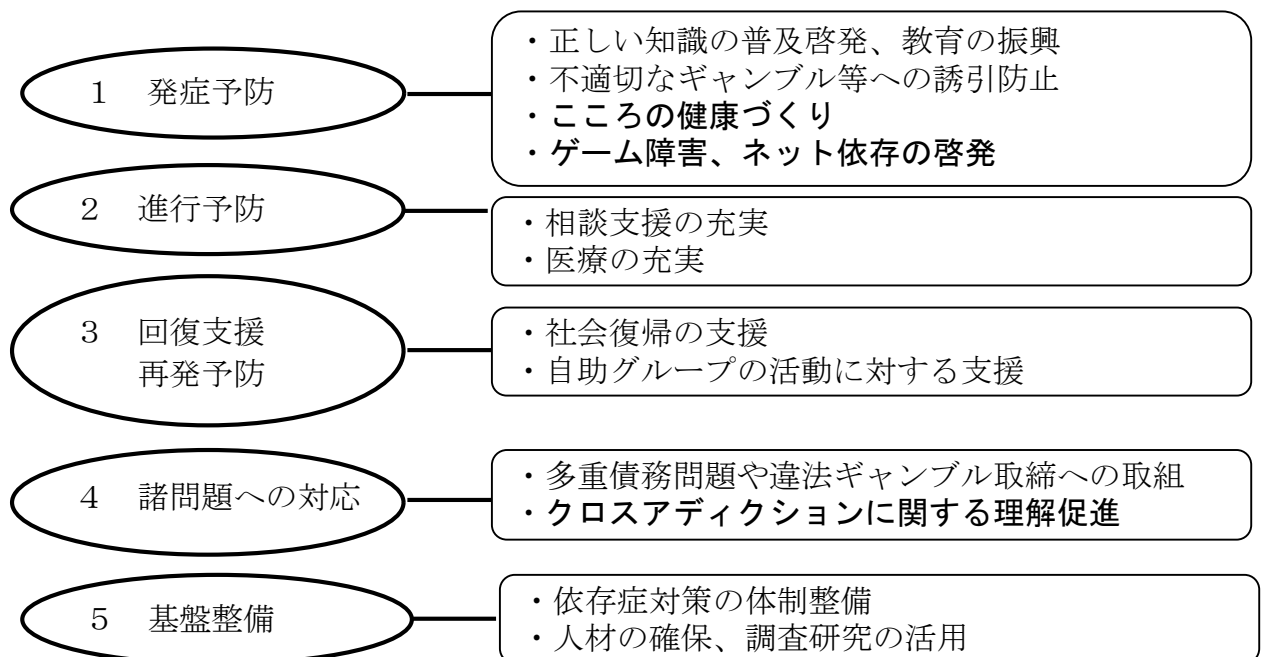 1　発症予防
・正しい知識の普及啓発、教育の振興
・不適切なギャンブル等への誘引防止
・こころの健康づくり
・ゲーム障害、ネット依存の啓発
2　進行予防
・相談支援の充実
・医療の充実
3　回復支援
再発予防
・社会復帰の支援
・自助グループの活動に対する支援
4　諸問題への対応
・多重債務問題や違法ギャンブル取締への取組
・クロスアディクションに関する理解促進
5　基盤整備
・依存症対策の体制整備
・人材の確保、調査研究の活用